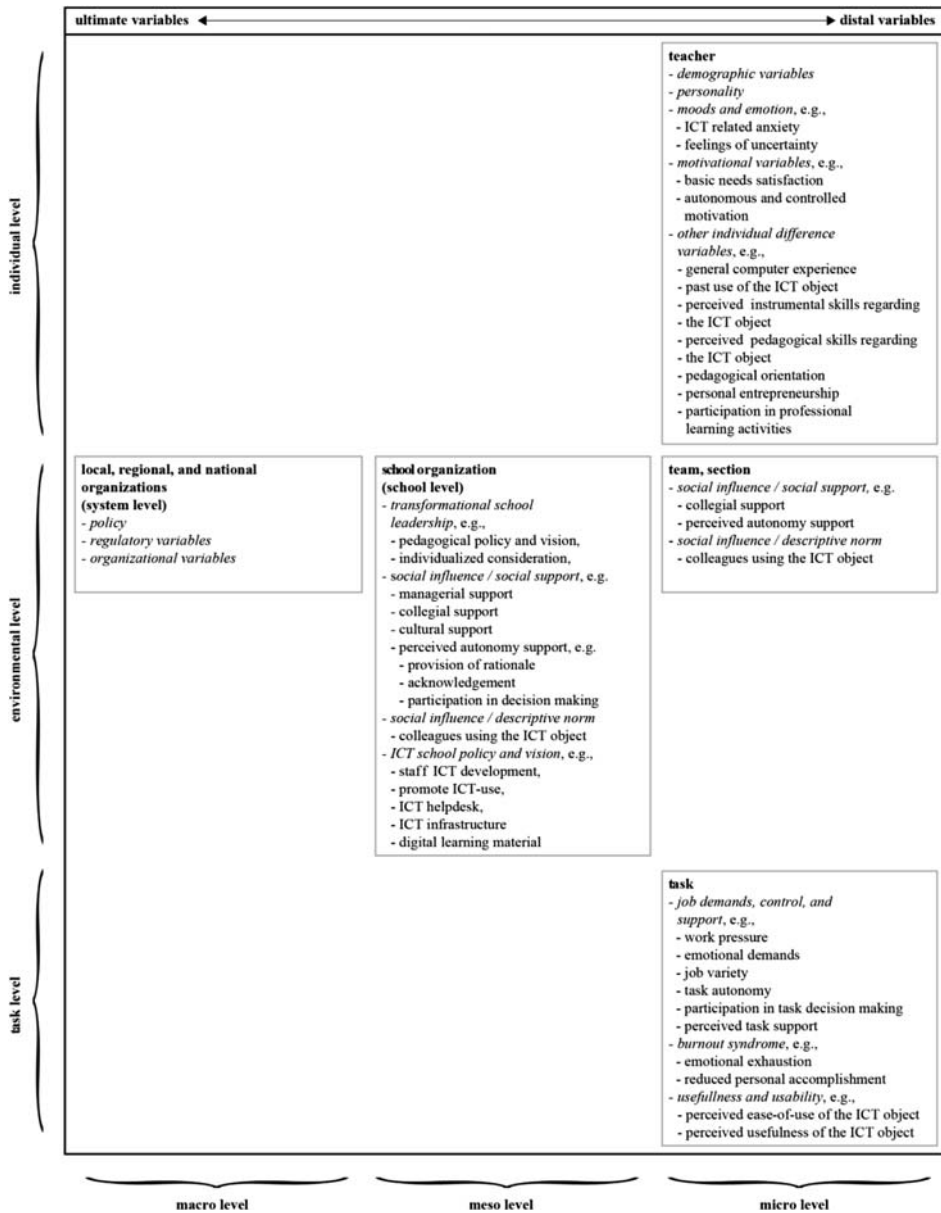 ultimate variables
distal variables
individual level
teacher
- demographic variables
- personality
- moods and emotion, e.g.,
- ICT related anxiety
- feelings of uncertainty
- motivational variables, e.g.,
- basic needs satisfaction
- autonomous and controlled
motivation
- other individual difference
variables, e.g.,
- general computer experience
- past use of the ICT object
- perceived instrumental skills regarding
- the ICT object
- perceived pedagogical skills regarding
- the ICT object
- pedagogical orientation
- personal entrepreneurship
- participation in professional
learning activities
environmental level
local, regional, and national
organizations
(system level)
- policy
- regulatory variables
- organizational variables
school organization
(school level)
- transformational school
leadership, e.g.,
- pedagogical policy and vision,
- individualized consideration,
- social influence / social support, e.g.
- managerial support
- collegial support
- cultural support
- perceived autonomy support, e.g.
- provision of rationale
- acknowledgement
- participation in decision making
- social influence / descriptive norm
- colleagues using the ICT object
- ICT school policy and vision, e.g.,
- staff ICT development,
- promote ICT-use,
- ICT helpdesk,
- ICT infrastructure
- digital learning material
team, section
- social influence / social support, e.g.
- collegial support
- perceived autonomy support
- social influence / descriptive norm
- colleagues using the ICT object
task level
task
- job demands, control, and
support, e.g.,
- work pressure
- emotional demands
- job variety
- task autonomy
- participation in task decision making
- perceived task support
- burnout syndrome, e.g.,
- emotional exhaustion
- reduced personal accomplishment
- usefullness and usability, e.g.,
- perceived ease-of-use of the ICT object
- perceived usefulness of the ICT object
macro level
meso level
micro level